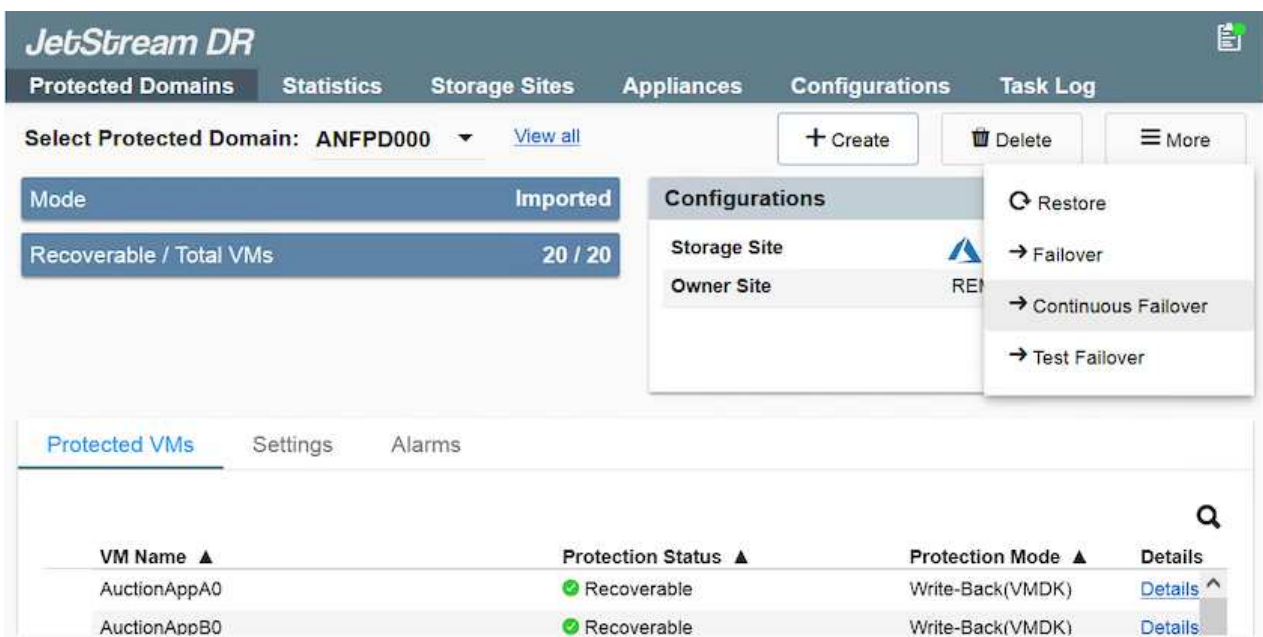 JetStream DR
Protected Domains Statistics Storage Sites Appliances Configurations Task Log
Select Protected Domain: ANFPD000 View all + Create Delete More
Mode Imported
Recoverable / Total VMs 20 / 20
Configurations
Storage Site
Owner Site
Restore
Failover
Continuous Failover
Test Failover
Protected VMs Settings Alarms
VM Name Protection Status Protection Mode Details
AuctionAppA0 Recoverable Write-Back(VMDK) Details
AuctionAppB0 Recoverable Write-Back(VMDK) Details